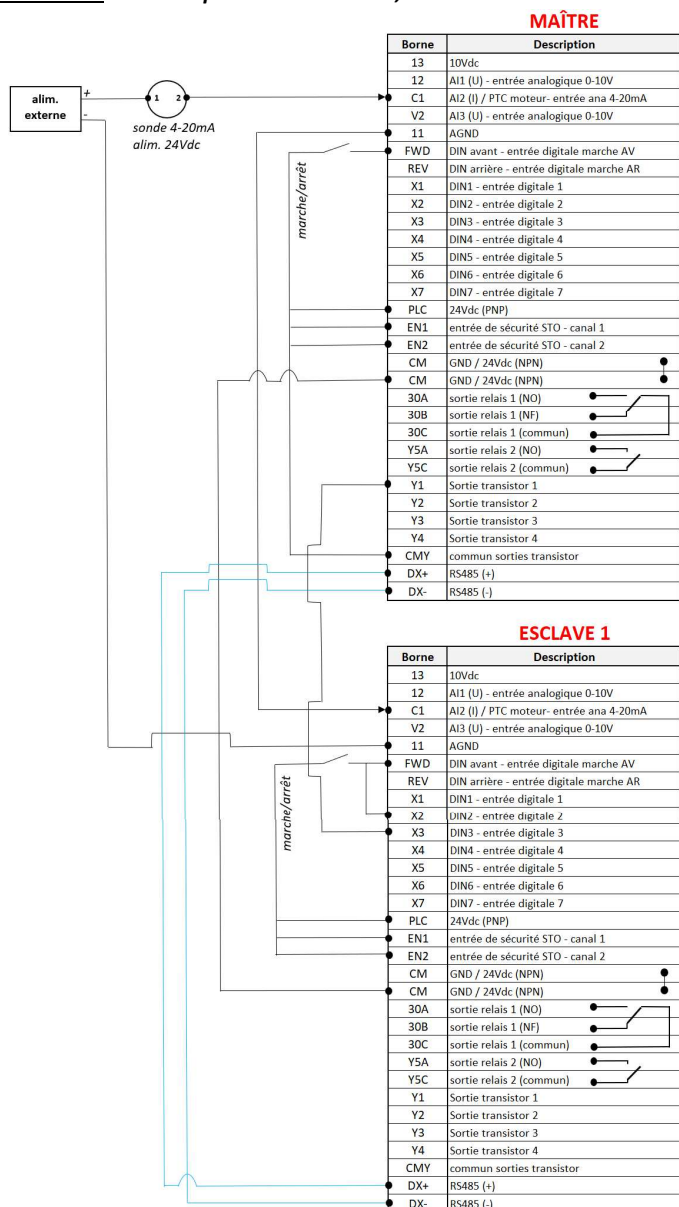 MAÎTRE
Borne Description
13 10Vdc
12 AI1 (U) - entrée analogique 0-10V
C1 AI2 (I) / PTC moteur- entrée ana 4-20mA
V2 AI3 (U) - entrée analogique 0-10V
11 AGND
FWD DIN avant - entrée digitale marche AV
REV DIN arrière - entrée digitale marche AR
X1 DIN1 - entrée digitale 1
X2 DIN2 - entrée digitale 2
X3 DIN3 - entrée digitale 3
X4 DIN4 - entrée digitale 4
X5 DIN5 - entrée digitale 5
X6 DIN6 - entrée digitale 6
X7 DIN7 - entrée digitale 7
PLC 24Vdc (PNP)
EN1 entrée de sécurité STO - canal 1
EN2 entrée de sécurité STO - canal 2
CM GND / 24Vdc (NPN)
CM GND / 24Vdc (NPN)
30A sortie relais 1 (NO)
30B sortie relais 1 (NF)
30C sortie relais 1 (commun)
Y5A sortie relais 2 (NO)
Y5C sortie relais 2 (commun)
Y1 Sortie transistor 1
Y2 Sortie transistor 2
Y3 Sortie transistor 3
Y4 Sortie transistor 4
CMY commun sorties transistor
DX+ RS485 (+)
DX- RS485 (-)
alim.
externe
+
-
1 2
sonde 4-20mA
alim. 24Vdc
marche/arrêt
ESCLAVE 1
Borne Description
13 10Vdc
12 AI1 (U) - entrée analogique 0-10V
C1 AI2 (I) / PTC moteur- entrée ana 4-20mA
V2 AI3 (U) - entrée analogique 0-10V
11 AGND
FWD DIN avant - entrée digitale marche AV
REV DIN arrière - entrée digitale marche AR
X1 DIN1 - entrée digitale 1
X2 DIN2 - entrée digitale 2
X3 DIN3 - entrée digitale 3
X4 DIN4 - entrée digitale 4
X5 DIN5 - entrée digitale 5
X6 DIN6 - entrée digitale 6
X7 DIN7 - entrée digitale 7
PLC 24Vdc (PNP)
EN1 entrée de sécurité STO - canal 1
EN2 entrée de sécurité STO - canal 2
CM GND / 24Vdc (NPN)
CM GND / 24Vdc (NPN)
30A sortie relais 1 (NO)
30B sortie relais 1 (NF)
30C sortie relais 1 (commun)
Y5A sortie relais 2 (NO)
Y5C sortie relais 2 (commun)
Y1 Sortie transistor 1
Y2 Sortie transistor 2
Y3 Sortie transistor 3
Y4 Sortie transistor 4
CMY commun sorties transistor
DX+ RS485 (+)
DX- RS485 (-)
marche/arrêt